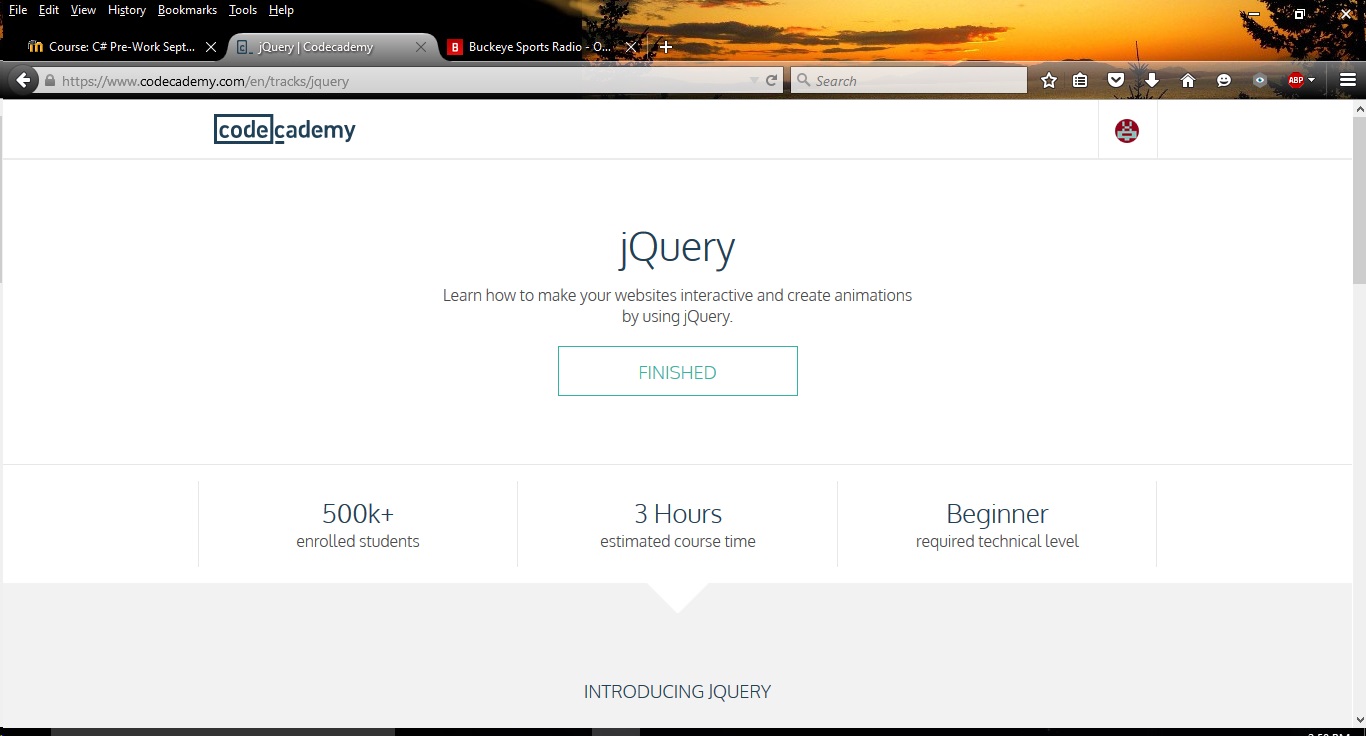 File Edit View History Bookmarks Tools Help
Course: C# Pre-Work Sept... jQuery | Codecademy Buckeye Sports Radio - O...
https://www.codecademy.com/en/tracks/jquery Search ABP
codecademy
jQuery
Learn how to make your websites interactive and create animations
by using jQuery.
FINISHED
500k+ 3 Hours Beginner
enrolled students estimated course time required technical level
INTRODUCING JQUERY